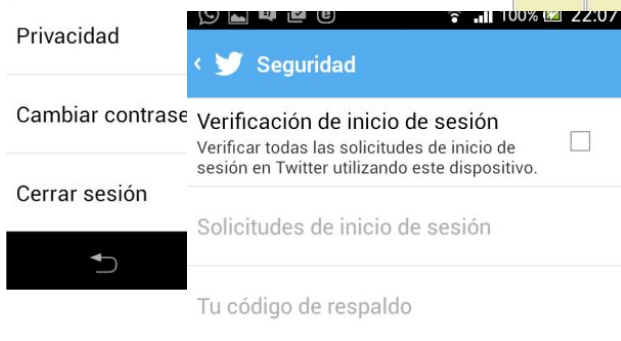 Privacidad
Cambiar contrase
Cerrar sesión
100% 22:07
Seguridad
Verificación de inicio de sesión
Verificar todas las solicitudes de inicio de
sesión en Twitter utilizando este dispositivo.
Solicitudes de inicio de sesión
Tu código de respaldo